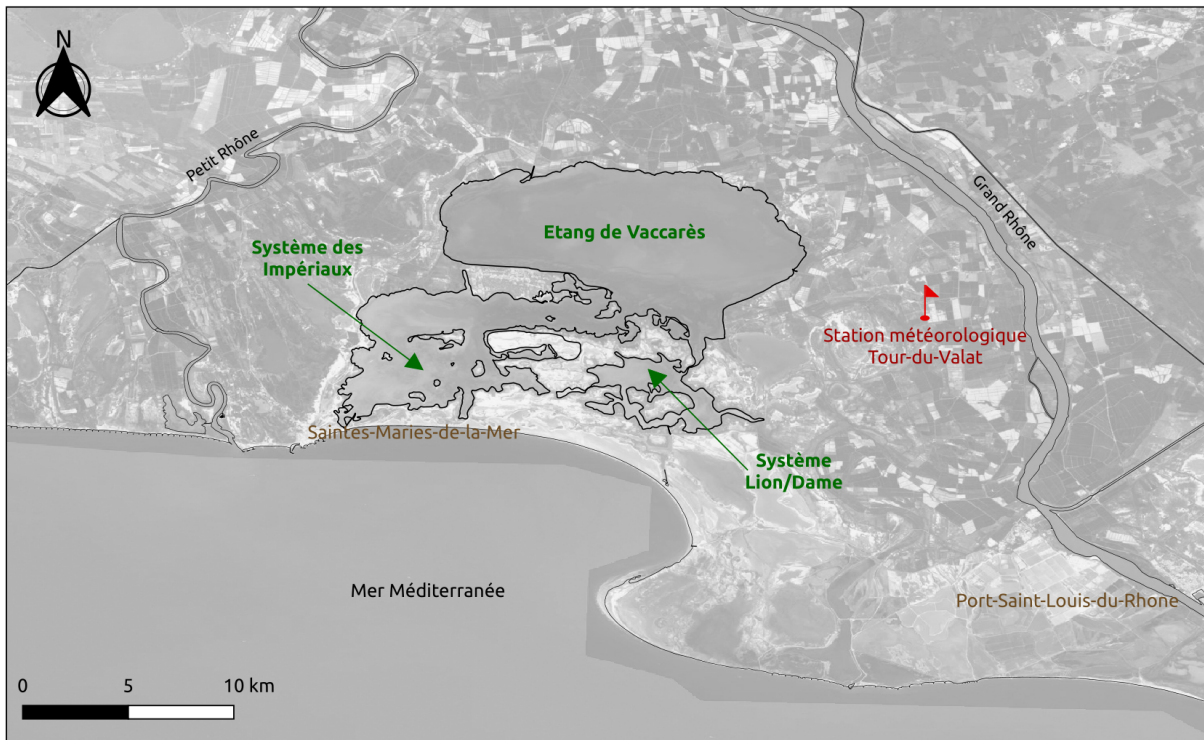 N
Petit Rhône
Grand Rhône
Etang de Vaccarès
Système des
Impériaux
Station météorologique
Tour-du-Valat
Saintes-Maries-de-la-Mer
Système
Lion/Dame
Mer Méditerranée
Port-Saint-Louis-du-Rhone
0 5 10 km